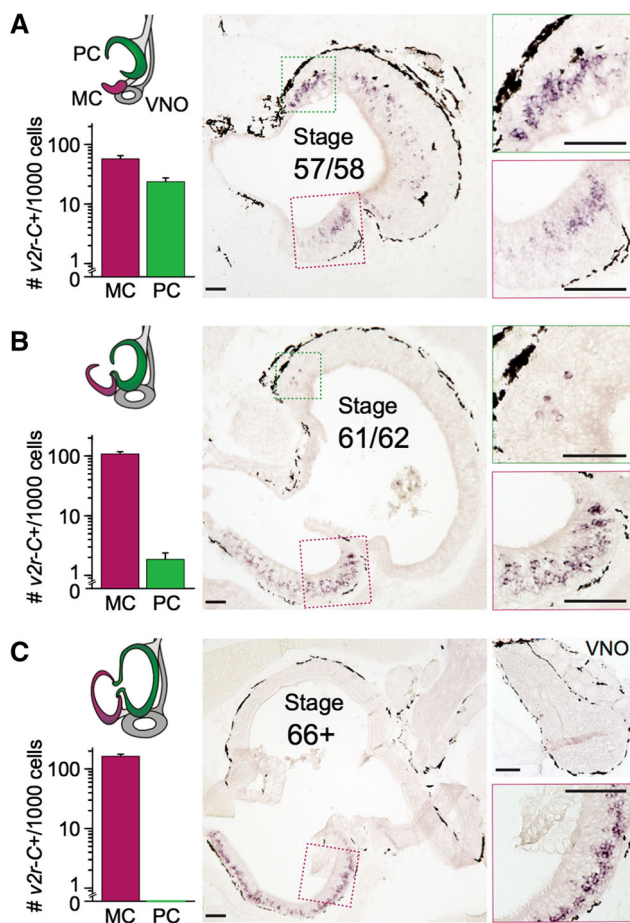 A
PC
MC
VNO
# v2r-C+/1000 cells
100
10
1
0
MC PC
Stage
57/58
B
# v2r-C+/1000 cells
100
10
1
0
MC PC
Stage
61/62
C
# v2r-C+/1000 cells
100
10
1
0
MC PC
Stage
66+
VNO